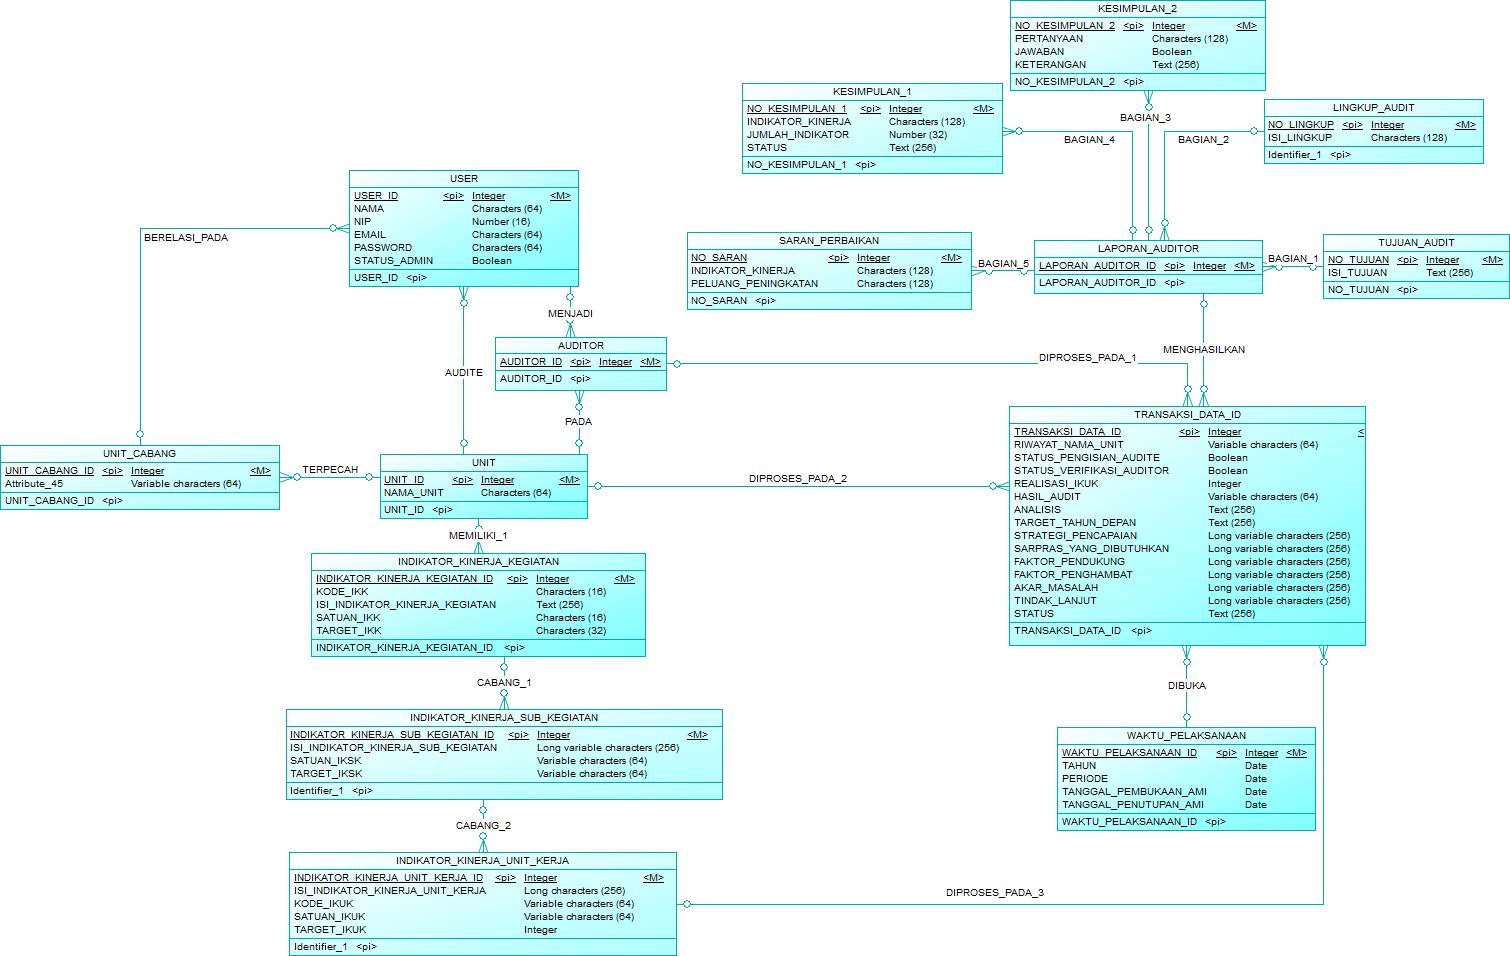 KESIMPULAN_2
NO_KESIMPULAN_2 <pi> Integer <M>
PERTANYAAN Characters (128)
JAWABAN Boolean
KETERANGAN Text (256)
NO_KESIMPULAN_2 <pi>
KESIMPULAN_1
NO_KESIMPULAN_1 <pi> Integer <M>
INDIKATOR_KINERJA Characters (128)
JUMLAH_INDIKATOR Number (32)
STATUS Text (256)
NO_KESIMPULAN_1 <pi>
LINGKUP_AUDIT
NO_LINGKUP <pi> Integer <M>
ISI_LINGKUP Characters (128)
Identifier_1 <pi>
BAGIAN_3
BAGIAN_4
BAGIAN_2
USER
USER_ID <pi> Integer <M>
NAMA Characters (64)
NIP Number (16)
EMAIL Characters (64)
PASSWORD Characters (64)
STATUS_ADMIN Boolean
USER_ID <pi>
BERELASI_PADA
SARAN_PERBAIKAN
NO_SARAN <pi> Integer <M>
INDIKATOR_KINERJA Characters (128)
PELUANG_PENINGKATAN Characters (128)
NO_SARAN <pi>
BAGIAN_5
LAPORAN_AUDITOR
LAPORAN_AUDITOR_ID <pi> Integer <M>
LAPORAN_AUDITOR_ID <pi>
BAGIAN_1
TUJUAN_AUDIT
NO_TUJUAN <pi> Integer <M>
ISI_TUJUAN Text (256)
NO_TUJUAN <pi>
MENJADI
AUDITOR
AUDITOR_ID <pi> Integer <M>
AUDITOR_ID <pi>
AUDITE
PADA
DIPROSES_PADA_1
MENGHASILKAN
UNIT_CABANG
UNIT_CABANG_ID <pi> Integer <M>
Attribute_45 Variable characters (64)
UNIT_CABANG_ID <pi>
TERPECAH
UNIT
UNIT_ID <pi> Integer <M>
NAMA_UNIT Characters (64)
UNIT_ID <pi>
DIPROSES_PADA_2
TRANSAKSI_DATA_ID
TRANSAKSI_DATA_ID <pi> Integer <
RIWAYAT_NAMA_UNIT Variable characters (64)
STATUS_PENGISIAN_AUDITE Boolean
STATUS_VERIFIKASI_AUDITOR Boolean
REALISASI_IKUK Integer
HASIL_AUDIT Variable characters (64)
ANALISIS Text (256)
TARGET_TAHUN_DEPAN Text (256)
STRATEGI_PENCAPAIAN Long variable characters (256)
SARPRAS_YANG_DIBUTUHKAN Long variable characters (256)
FAKTOR_PENDUKUNG Long variable characters (256)
FAKTOR_PENGHAMBAT Long variable characters (256)
AKAR_MASALAH Long variable characters (256)
TINDAK_LANJUT Long variable characters (256)
STATUS Text (256)
TRANSAKSI_DATA_ID <pi>
MEMILIKI_1
INDIKATOR_KINERJA_KEGIATAN
INDIKATOR_KINERJA_KEGIATAN_ID <pi> Integer <M>
KODE_IKK Characters (16)
ISI_INDIKATOR_KINERJA_KEGIATAN Text (256)
SATUAN_IKK Characters (16)
TARGET_IKK Characters (32)
INDIKATOR_KINERJA_KEGIATAN_ID <pi>
CABANG_1
INDIKATOR_KINERJA_SUB_KEGIATAN
INDIKATOR_KINERJA_SUB_KEGIATAN_ID <pi> Integer <M>
ISI_INDIKATOR_KINERJA_SUB_KEGIATAN Long variable characters (256)
SATUAN_IKSK Variable characters (64)
TARGET_IKSK Variable characters (64)
Identifier_1 <pi>
DIBUKA
WAKTU_PELAKSANAAN
WAKTU_PELAKSANAAN_ID <pi> Integer <M>
TAHUN Date
PERIODE Date
TANGGAL_PEMBUKAAN_AMI Date
TANGGAL_PENUTUPAN_AMI Date
WAKTU_PELAKSANAAN_ID <pi>
CABANG_2
INDIKATOR_KINERJA_UNIT_KERJA
INDIKATOR_KINERJA_UNIT_KERJA_ID <pi> Integer <M>
ISI_INDIKATOR_KINERJA_UNIT_KERJA Long characters (256)
KODE_IKUK Variable characters (64)
SATUAN_IKUK Variable characters (64)
TARGET_IKUK Integer
Identifier_1 <pi>
DIPROSES_PADA_3